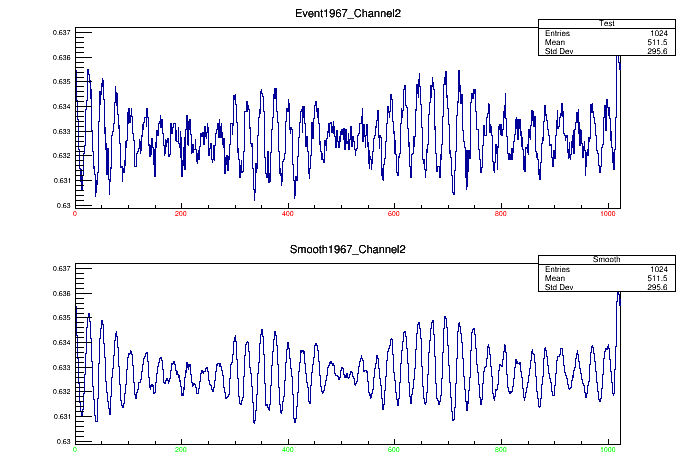 Event1967_Channel2
Test
Entries 1024
Mean 511.5
Std Dev 295.6
0.637
0.636
0.635
0.634
0.633
0.632
0.631
0.63
0 200 400 600 800 1000
Smooth1967_Channel2
Smooth
Entries 1024
Mean 511.5
Std Dev 295.6
0.637
0.636
0.635
0.634
0.633
0.632
0.631
0.63
0 200 400 600 800 1000